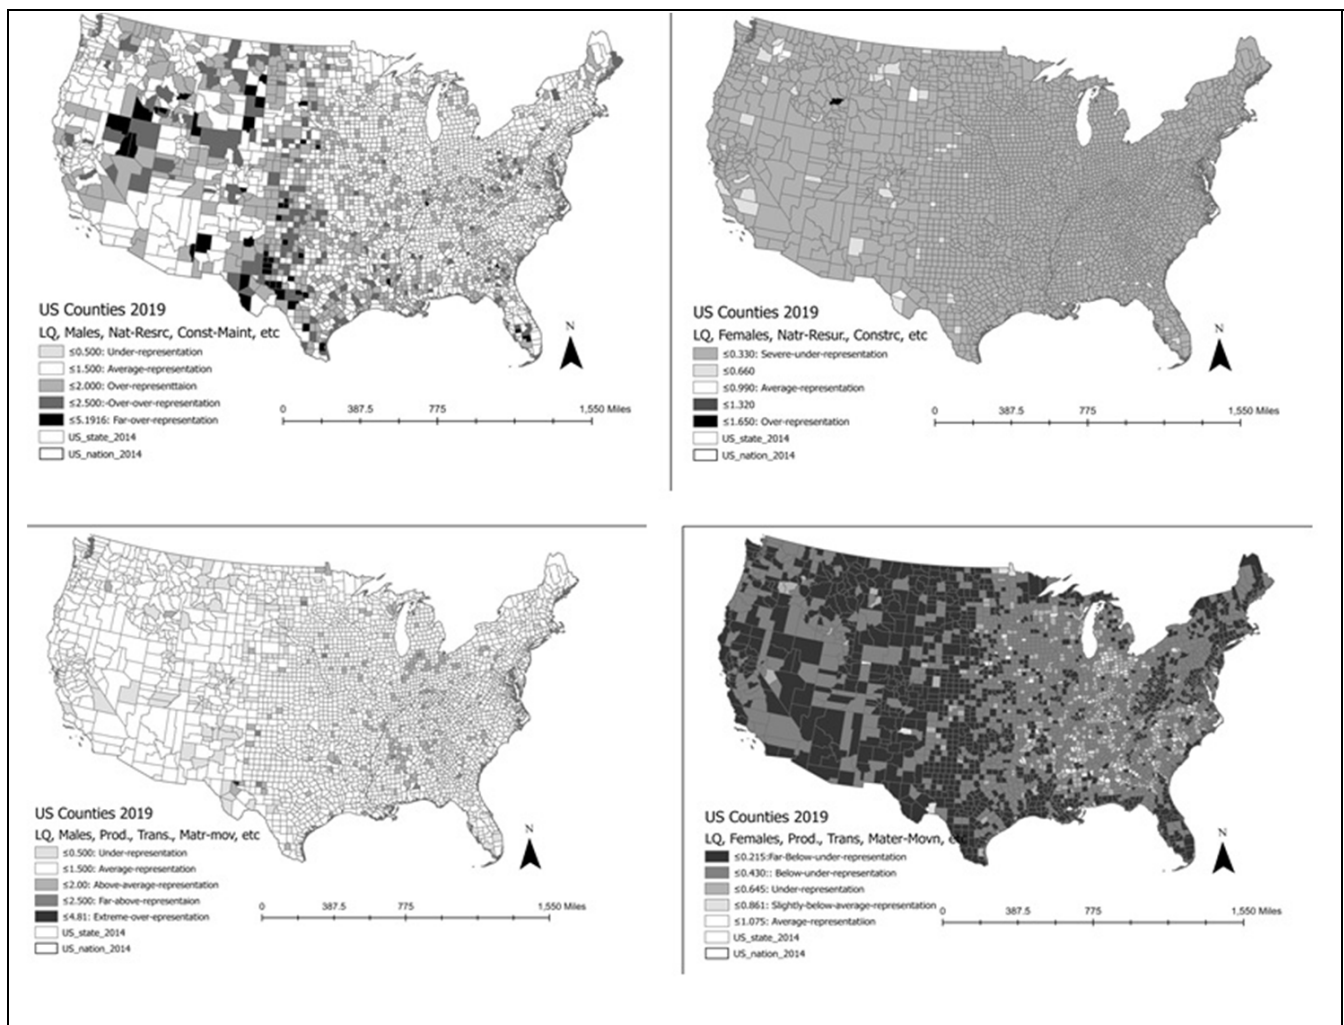 US Counties 2019
LQ, Males, Nat-Resrc, Const-Maint, etc
≤0.500: Under-representation
≤1.500: Average-representation
≤2.000: Over-representtaion
≤2.500:-Over-over-representation
≤5.1916: Far-over-representation
US_state_2014
US_nation_2014
N
0 387.5 775 1,550 Miles
US Counties 2019
LQ, Females, Natr-Resur., Constrc, etc
≤0.330: Severe-under-representation
≤0.660
≤0.990: Average-representation
≤1.320
≤1.650: Over-representation
US_state_2014
US_nation_2014
N
0 387.5 775 1,550 Miles
US Counties 2019
LQ, Males, Prod., Trans., Matr-mov, etc
≤0.500: Under-representation
≤1.500: Average-representation
≤2.00: Above-average-representation
≤2.500: Far-above-representaion
≤4.81: Extreme-over-epresentation
US_state_2014
US_nation_2014
N
0 387.5 775 1,550 Miles
US Counties 2019
LQ, Females, Prod., Trans, Mater-Movn, etc
≤0.215:Far-Below-under-representation
≤0.430:: Below-under-representation
≤0.645: Under-representation
≤0.861: Slightly-below-average-representation
≤1.075: Average-representatiion
US_state_2014
US_nation_2014
N
0 387.5 775 1,550 Miles